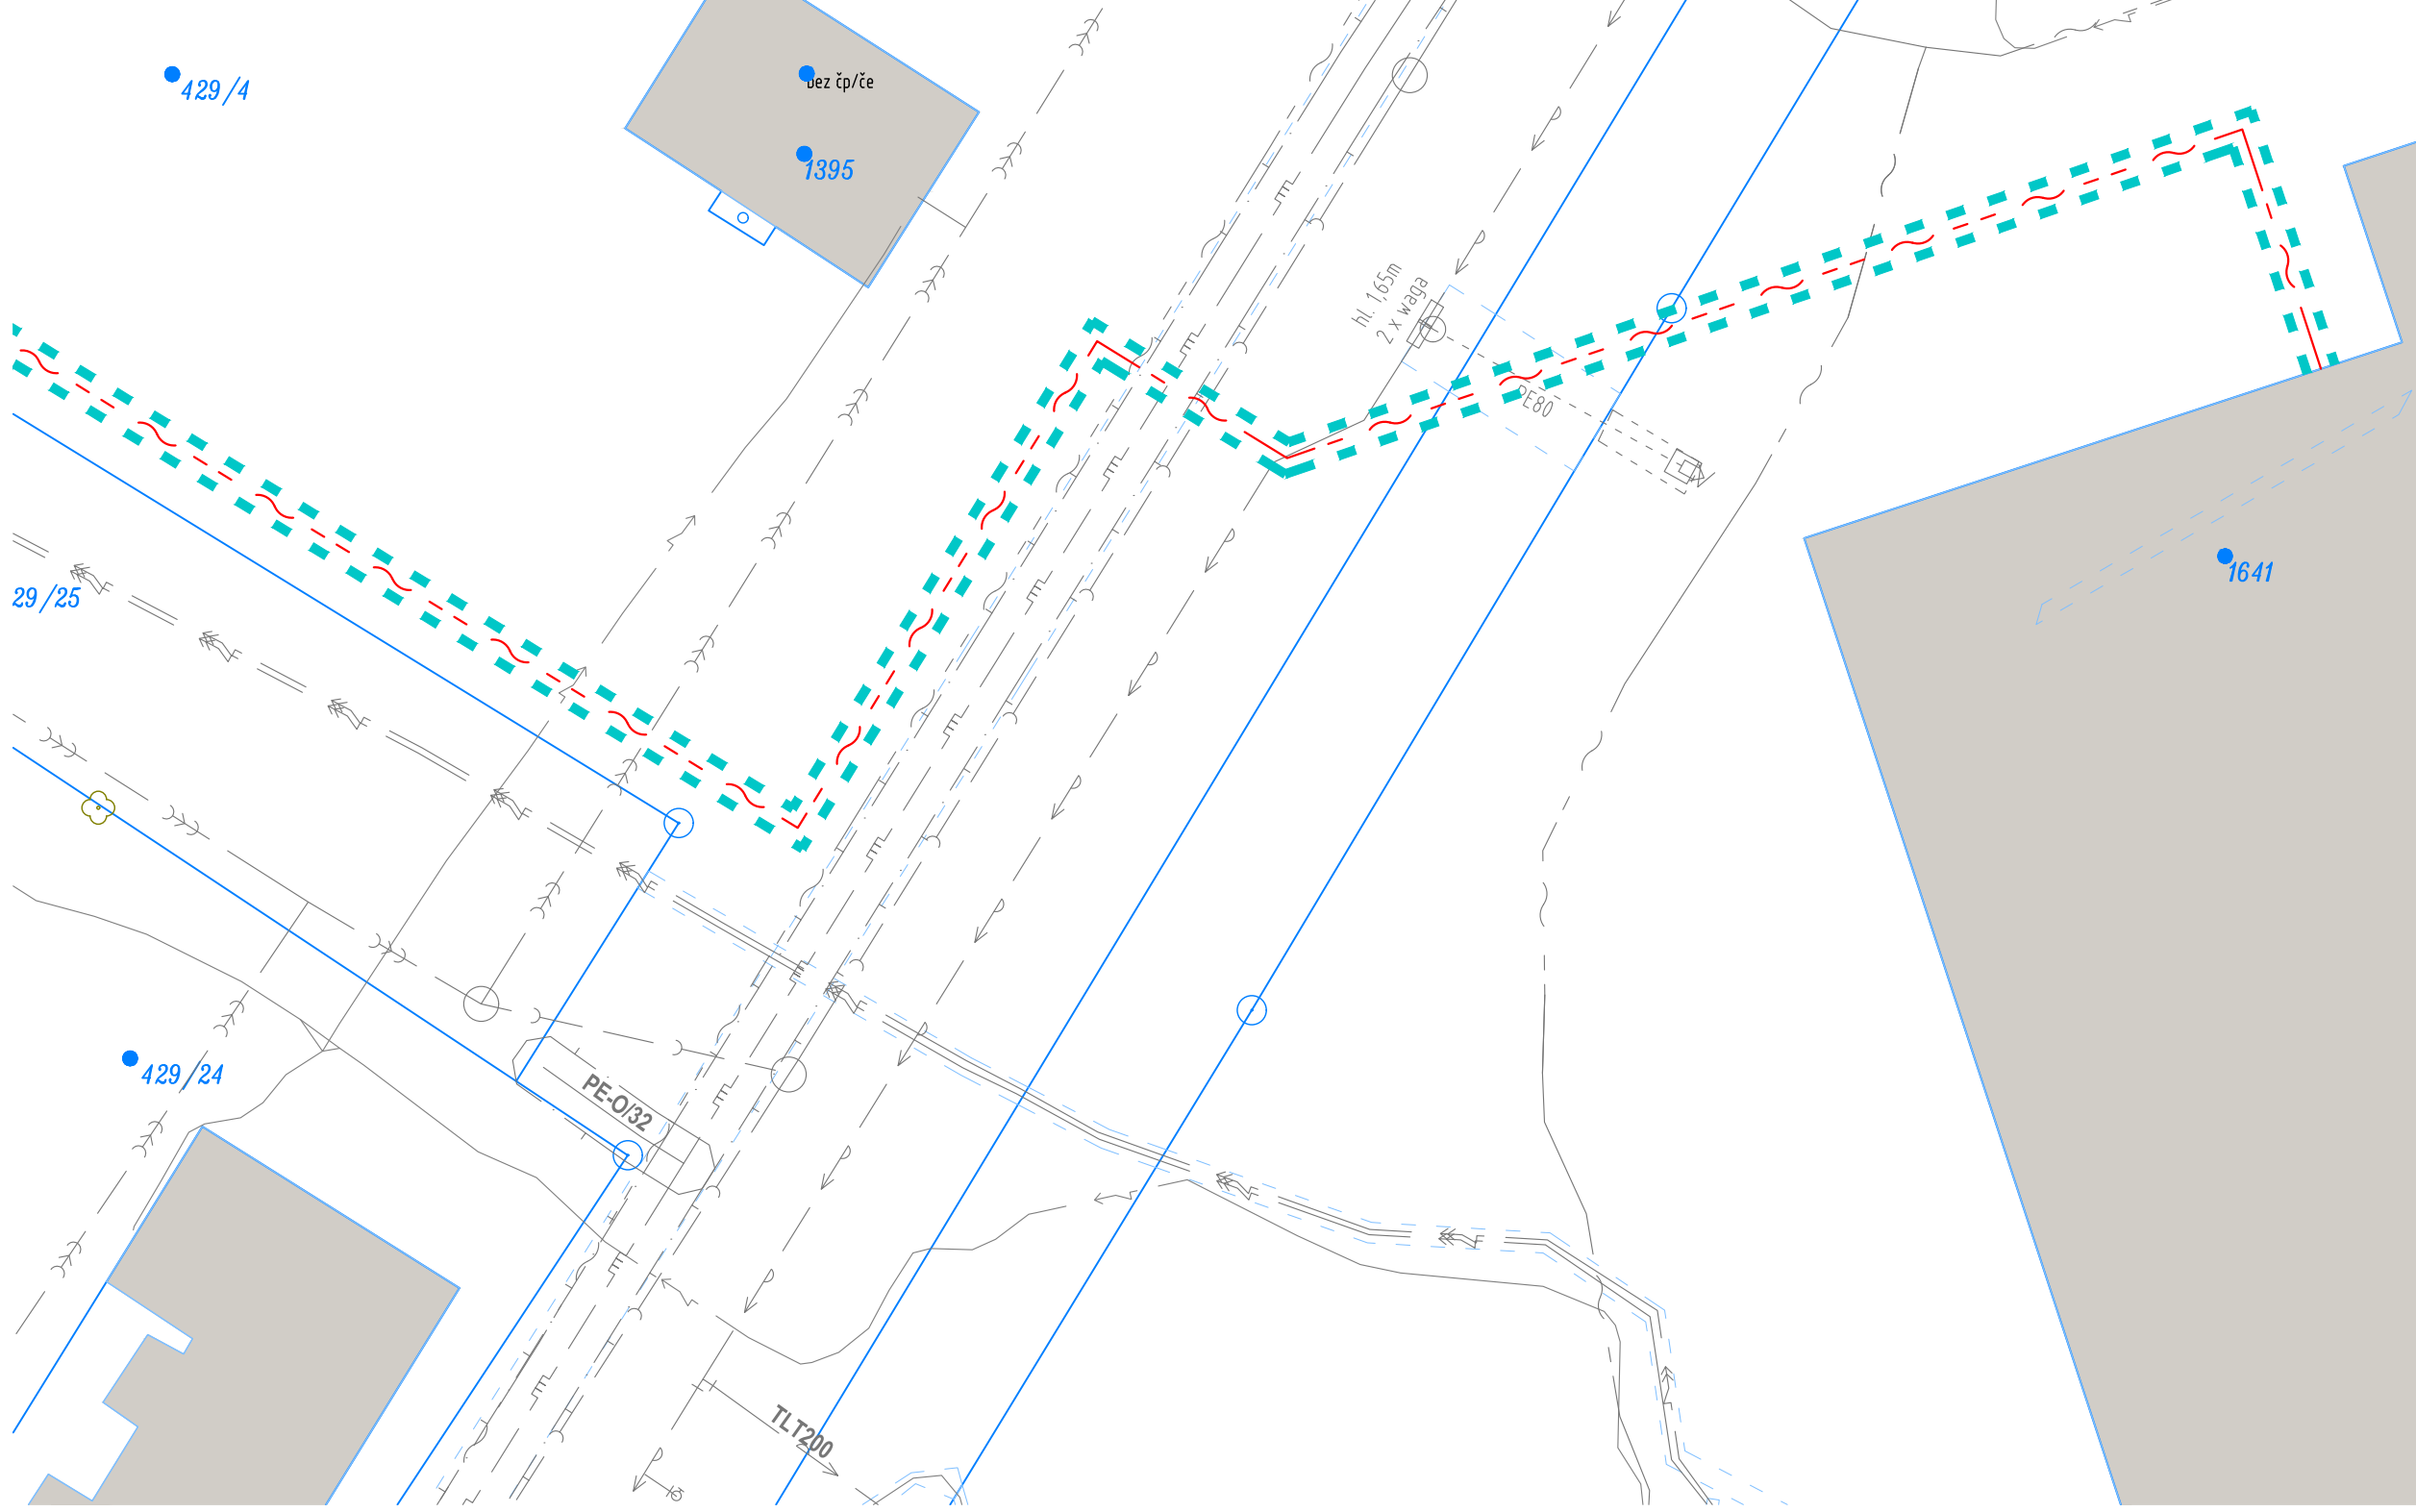 429/4
bez čp/če
1395
hl. 1,65m
2 x waga
PE80
29/25
1641
429/24
PE-O/32
TLT200